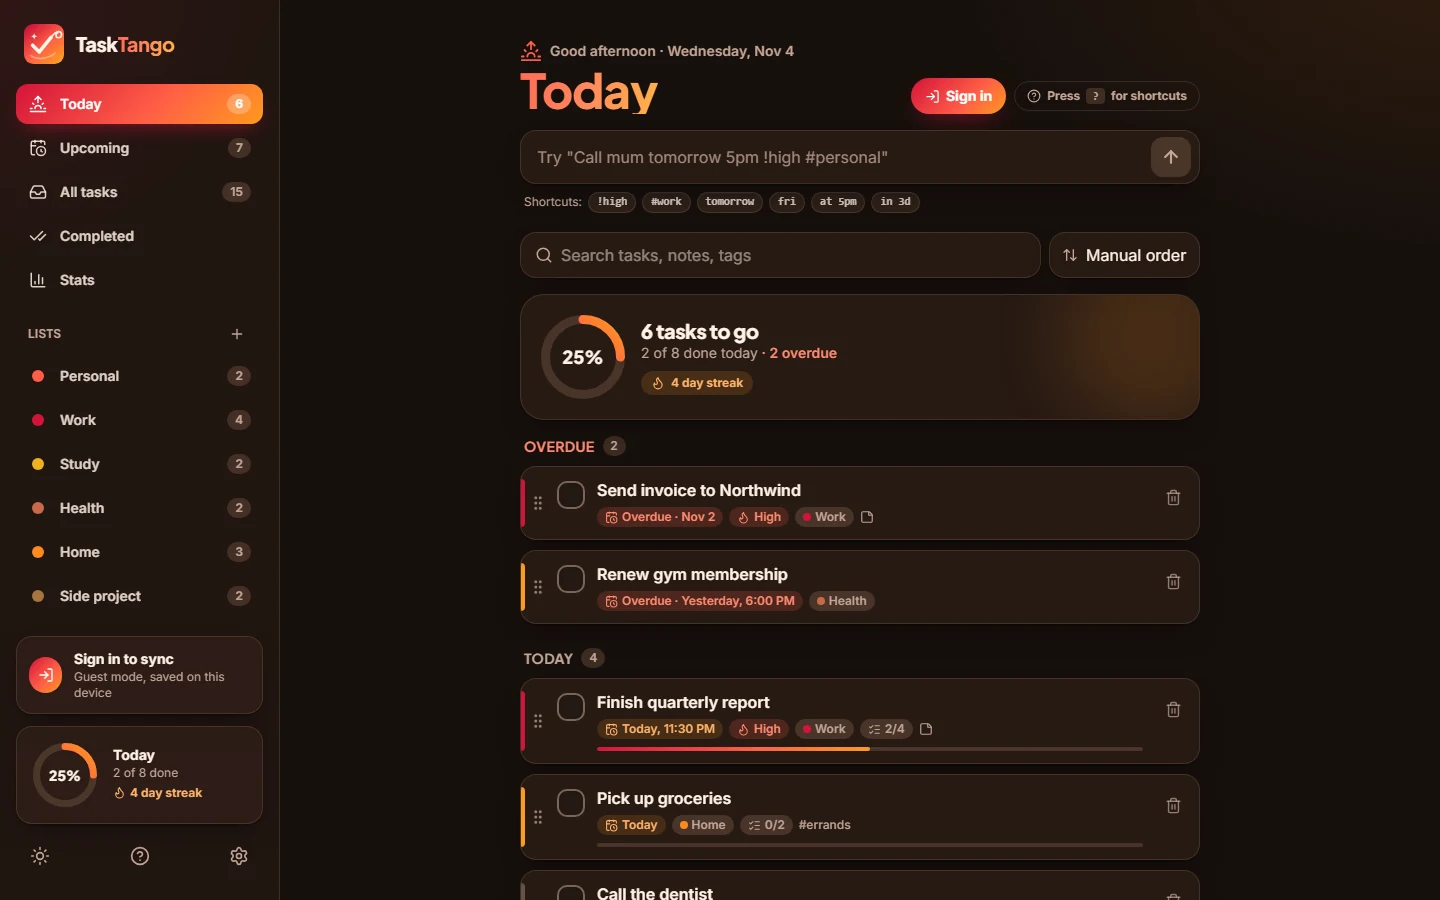 TaskTango
Today 6
Upcoming 7
All tasks 15
Completed
Stats
LISTS
Personal 2
Work 4
Study 2
Health 2
Home 3
Side project 2
Sign in to sync
Guest mode, saved on this
device
25%
Today
2 of 8 done
4 day streak
Good afternoon · Wednesday, Nov 4
Today
Sign in
Press ? for shortcuts
Try "Call mum tomorrow 5pm !high #personal"
Shortcuts: !high #work tomorrow fri at 5pm in 3d
Search tasks, notes, tags
Manual order
25%
6 tasks to go
2 of 8 done today · 2 overdue
4 day streak
OVERDUE 2
Send invoice to Northwind
Overdue · Nov 2 High Work
Renew gym membership
Overdue · Yesterday, 6:00 PM Health
TODAY 4
Finish quarterly report
Today, 11:30 PM High Work 2/4
Pick up groceries
Today Home 0/2 #errands
Call the dentist